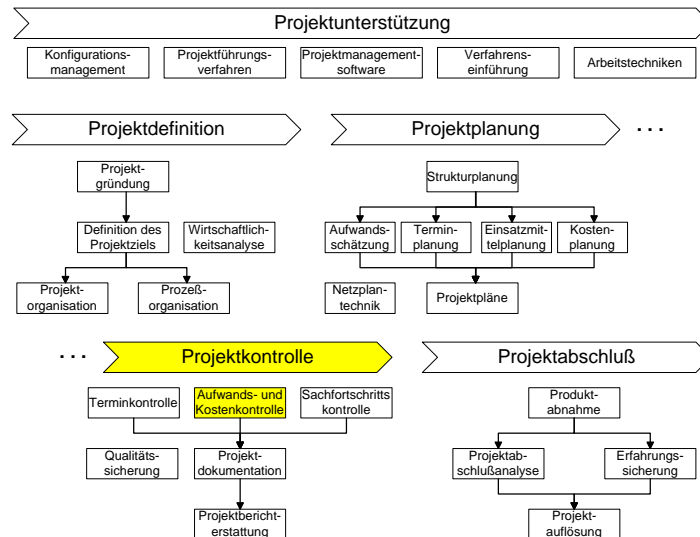 Projektunterstützung
Konfigurations-
management
Projektführungs-
verfahren
Projektmanagement-
software
Verfahrens-
einführung
Arbeitstechniken
Projektdefinition
Projektplanung
. . .
Projekt-
gründung
Definition des
Projektziels
Wirtschaftlich-
keitsanalyse
Projekt-
organisation
Prozeß-
organisation
Strukturplanung
Aufwands-
schätzung
Termin-
planung
Einsatzmi-
ttelplanung
Kosten-
planung
Netzplan-
technik
Projektpläne
. . .
Projektkontrolle
Projektabschluß
Terminkontrolle
Aufwands- und
Kostenkontrolle
Sachfortschritts
kontrolle
Qualitäts-
sicherung
Projekt-
dokumentation
Projektbericht-
erstattung
Produkt-
abnahme
Projektab-
schlußanalyse
Erfahrungs-
sicherung
Projekt-
auflösung